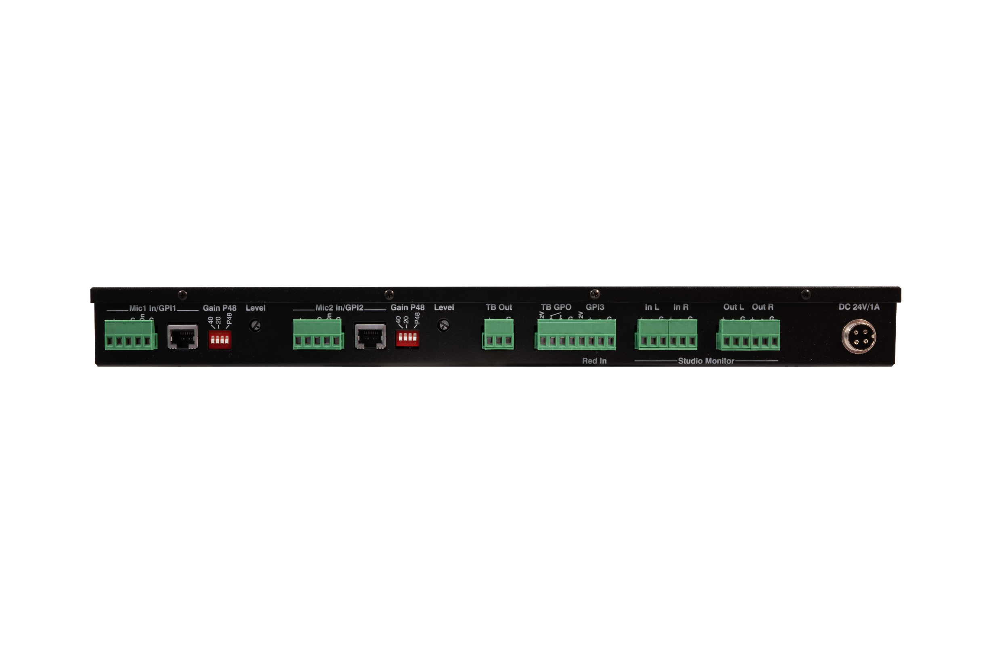 Mic1 In/GPI1 Gain P48 Level Mic2 In/GPI2 Gain P48 Level TB Out TB GPO GPI3 In L In R Out L Out R DC 24V/1A
40 20 P48 40 20 P48
Red In Studio Monitor